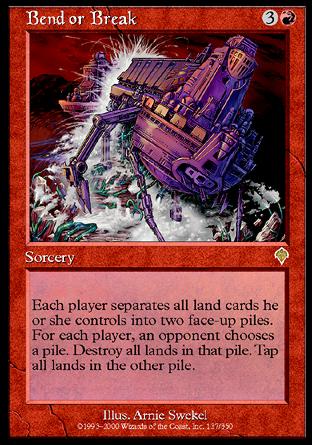 Bend or Break 3
Sorcery
Each player separates all land cards he
or she controls into two face-up piles.
For each player, an opponent chooses
a pile. Destroy all lands in that pile. Tap
all lands in the other pile.
Illus. Arnie Swekel
©1993–2000 Wizards of the Coast, Inc. 137/350